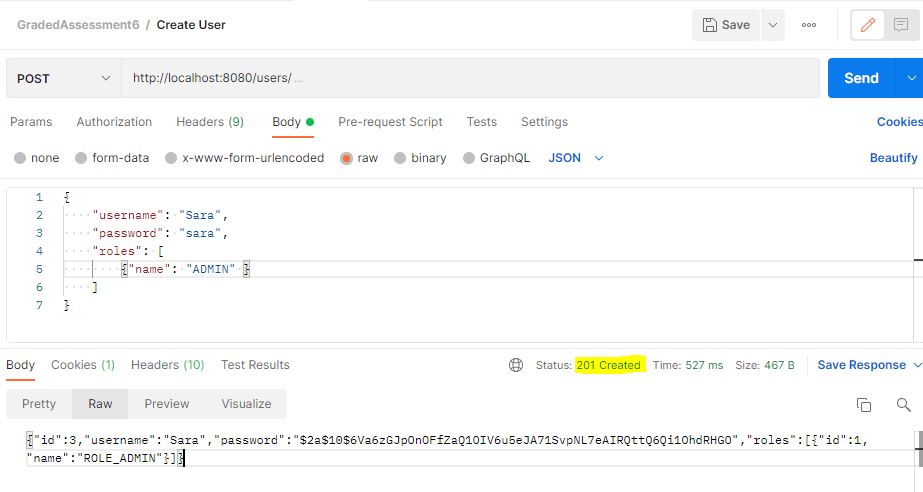 GradedAssessment6 / Create User
Save
POST
http://localhost:8080/users/ ...
Send
Params Authorization Headers (9) Body Pre-request Script Tests Settings Cookies
none form-data x-www-form-urlencoded raw binary GraphQL JSON Beautify
1 {
2 "username": "Sara",
3 "password": "sara",
4 "roles": [
5 {"name": "ADMIN" }
6 ]
7 }
Body Cookies (1) Headers (10) Test Results Status: 201 Created Time: 527 ms Size: 467 B Save Response
Pretty Raw Preview Visualize
{"id":3,"username":"Sara","password":"$2a$10$6Va6zGJpOnOFfZaQ1OIV6u5eJA71SvpNL7eAIRQttQ6Qi1OhdRHGO","roles":[{"id":1,
"name":"ROLE_ADMIN"}]}